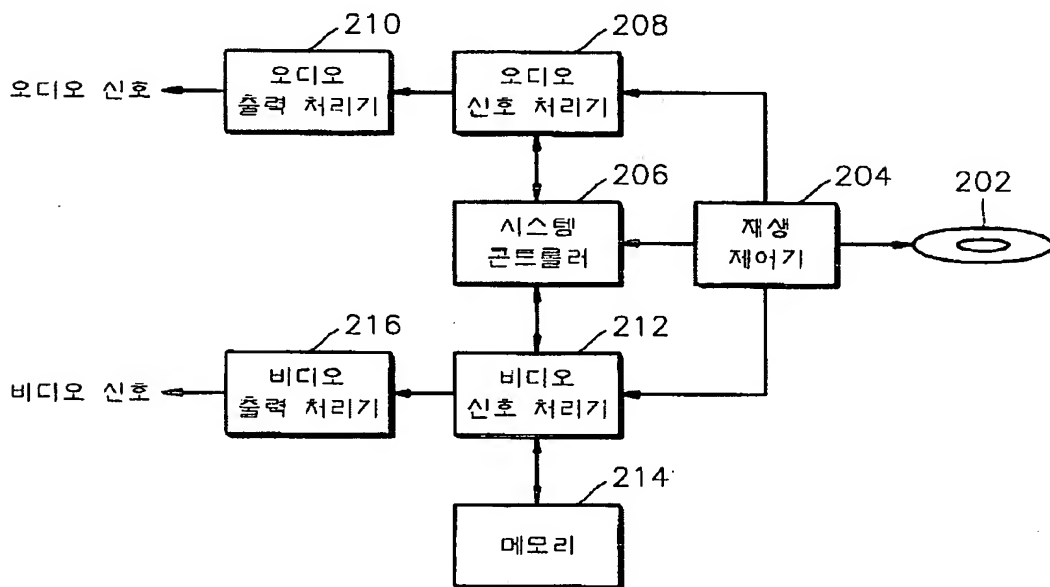 210
208
오디오 신호
오디오
출력 처리기
오디오
신호 처리기
206
204
202
시스템
콘트롤러
재생
제어기
216
212
비디오 신호
비디오
출력 처리기
비디오
신호 처리기
214
메모리